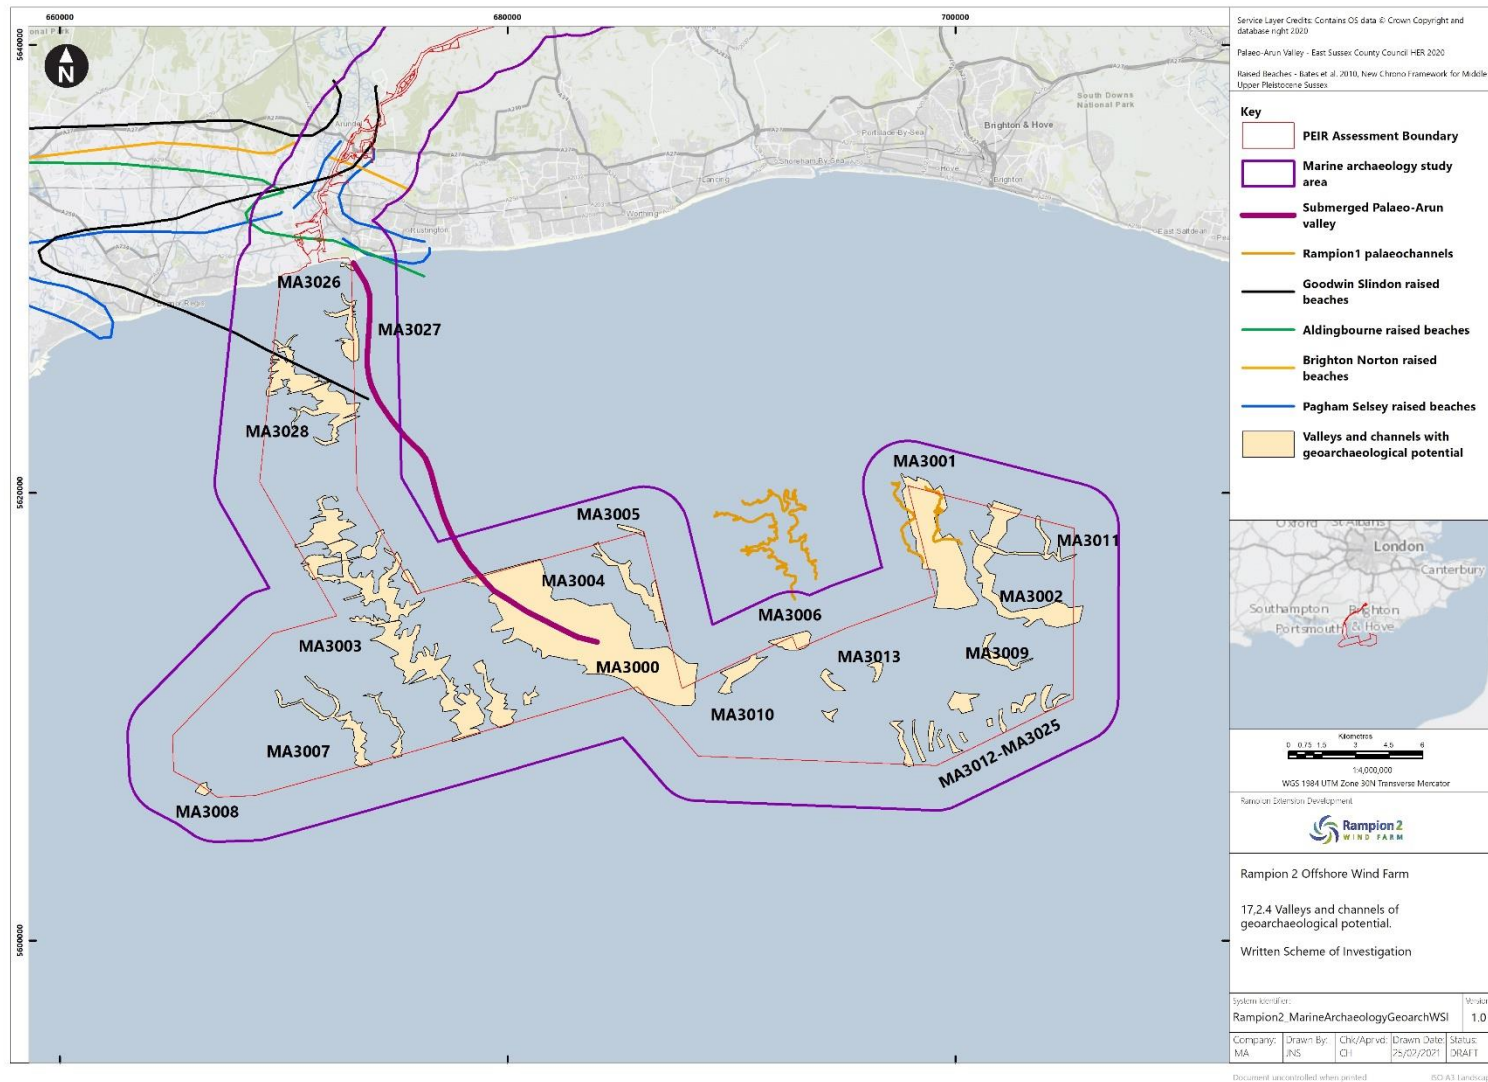 660000
680000
700000
5640000
5620000
5600000
N
Arundel
A27
Littlehampton
Rustington
Worthing
Lancing
Shoreham-By-Sea
Portslade-By-Sea
Hove
Brighton
Brighton & Hove
South Downs
National Park
East Saltdean
Bognor Regis
MA3026
MA3027
MA3028
MA3001
MA3005
MA3011
MA3004
MA3002
MA3006
MA3003
MA3013
MA3009
MA3000
MA3010
MA3007
MA3012-MA3025
MA3008
Service Layer Credits: Contains OS data © Crown Copyright and
database right 2020
Palaeo-Arun Valley - East Sussex County Council HER 2020
Raised Beaches - Bates et al. 2010, New Chrono Framework for Middle
Upper Pleistocene Sussex
Key
PEIR Assessment Boundary
Marine archaeology study
area
Submerged Palaeo-Arun
valley
Rampion1 palaeochannels
Goodwin Slindon raised
beaches
Aldingbourne raised beaches
Brighton Norton raised
beaches
Pagham Selsey raised beaches
Valleys and channels with
geoarchaeological potential
Oxford St Albans
London
Canterbury
Southampton Brighton
Portsmouth & Hove
Kilometres
0 0.75 1.5 3 4.5 6
1:4,000,000
WGS 1984 UTM Zone 30N Transverse Mercator
Rampion Extension Development
Rampion 2
WIND FARM
Rampion 2 Offshore Wind Farm
17.2.4 Valleys and channels of
geoarchaeological potential.
Written Scheme of Investigation
System Identifier: Version
Rampion2_MarineArchaeologyGeoarchWSI 1.0
Company: Drawn By: Chk/Aprvd: Drawn Date: Status:
MA JNS CH 25/02/2021 DRAFT
Document uncontrolled when printed ISO A3 Landscap